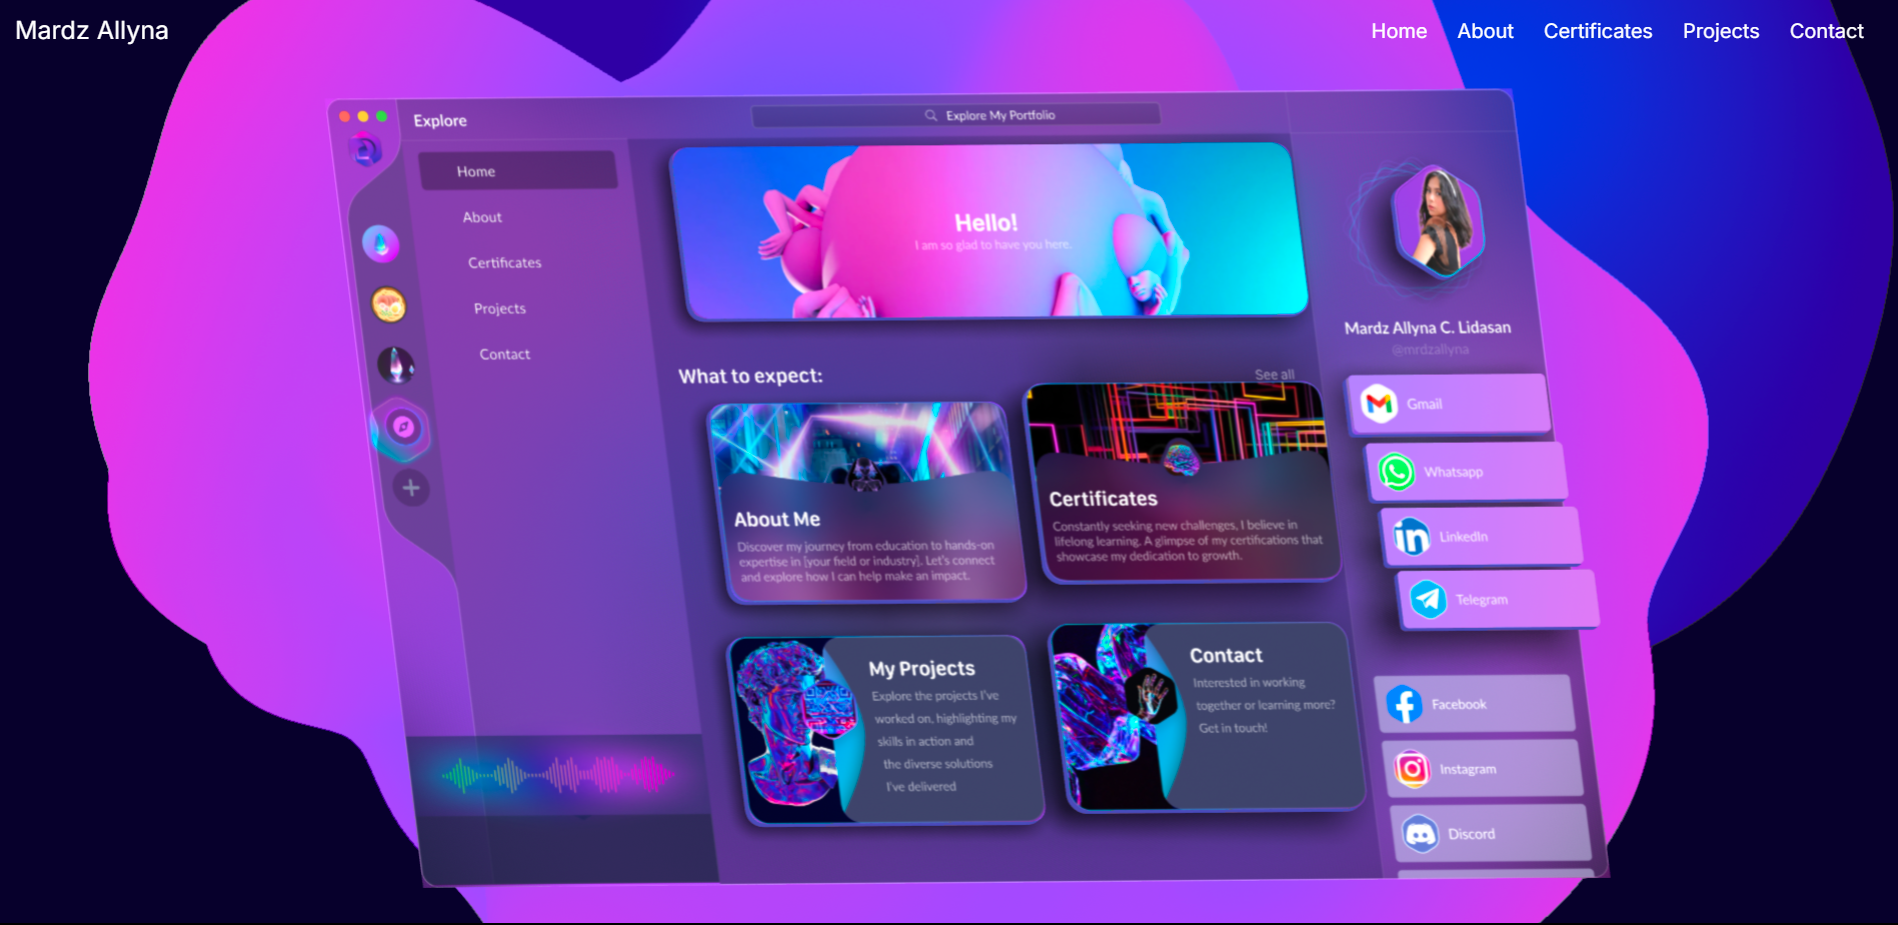 Mardz Allyna
Home
About
Certificates
Projects
Contact
Explore
Explore My Portfolio
Home
About
Certificates
Projects
Contact
Hello!
I am so glad to have you here.
What to expect:
See all
About Me
Discover my journey from education to hands-on
expertise in [your field or industry]. Let's connect
and explore how I can help make an impact.
Certificates
Constantly seeking new challenges, I believe in
lifelong learning. A glimpse of my certifications that
showcase my dedication to growth.
My Projects
Explore the projects I've
worked on, highlighting my
skills in action and
the diverse solutions
I've delivered
Contact
Interested in working
together or learning more?
Get in touch!
Mardz Allyna C. Lidasan
@mrdzallyna
Gmail
Whatsapp
LinkedIn
Telegram
Facebook
Instagram
Discord